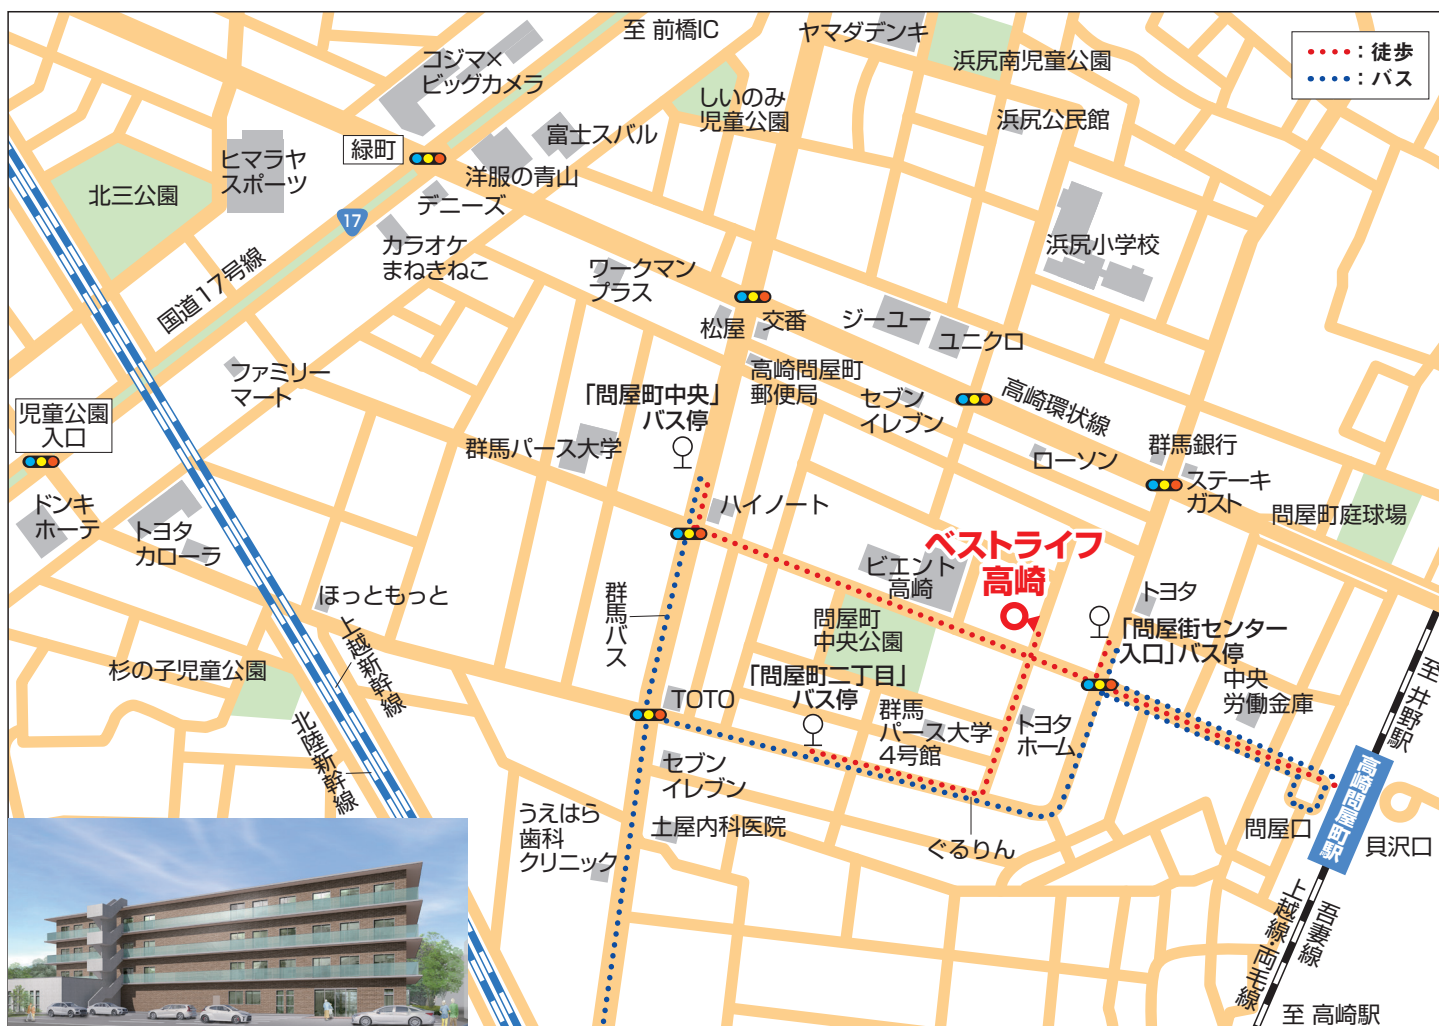 至 前橋IC
ヤマダデンキ
浜尻南児童公園
：徒歩
：バス
コジマ×
ビッグカメラ
しいのみ
児童公園
浜尻公民館
富士スバル
緑町
ヒマラヤ
スポーツ
洋服の青山
北三公園
デニーズ
17
カラオケ
まねきねこ
浜尻小学校
国道17号線
ワークマン
プラス
松屋
交番
ジーユー
ユニクロ
ファミリー
マート
高崎問屋町
郵便局
セブン
イレブン
高崎環状線
「問屋町中央」
バス停
児童公園
入口
群馬パース大学
ローソン
群馬銀行
ステーキ
ガスト
ドンキ
ホーテ
トヨタ
カローラ
ハイノート
問屋町庭球場
ベストライフ
高崎
ビエント
高崎
トヨタ
ほっともっと
群馬バス
問屋町
中央公園
「問屋街センター
入口」バス停
上越新幹線
杉の子児童公園
「問屋町二丁目」
バス停
中央
労働金庫
至 井野駅
TOTO
群馬
パース大学
4号館
トヨタ
ホーム
北陸新幹線
セブン
イレブン
高崎問屋町駅
うえはら
歯科
クリニック
土屋内科医院
ぐるりん
問屋口
貝沢口
吾妻線
上越線・両毛線
至 高崎駅